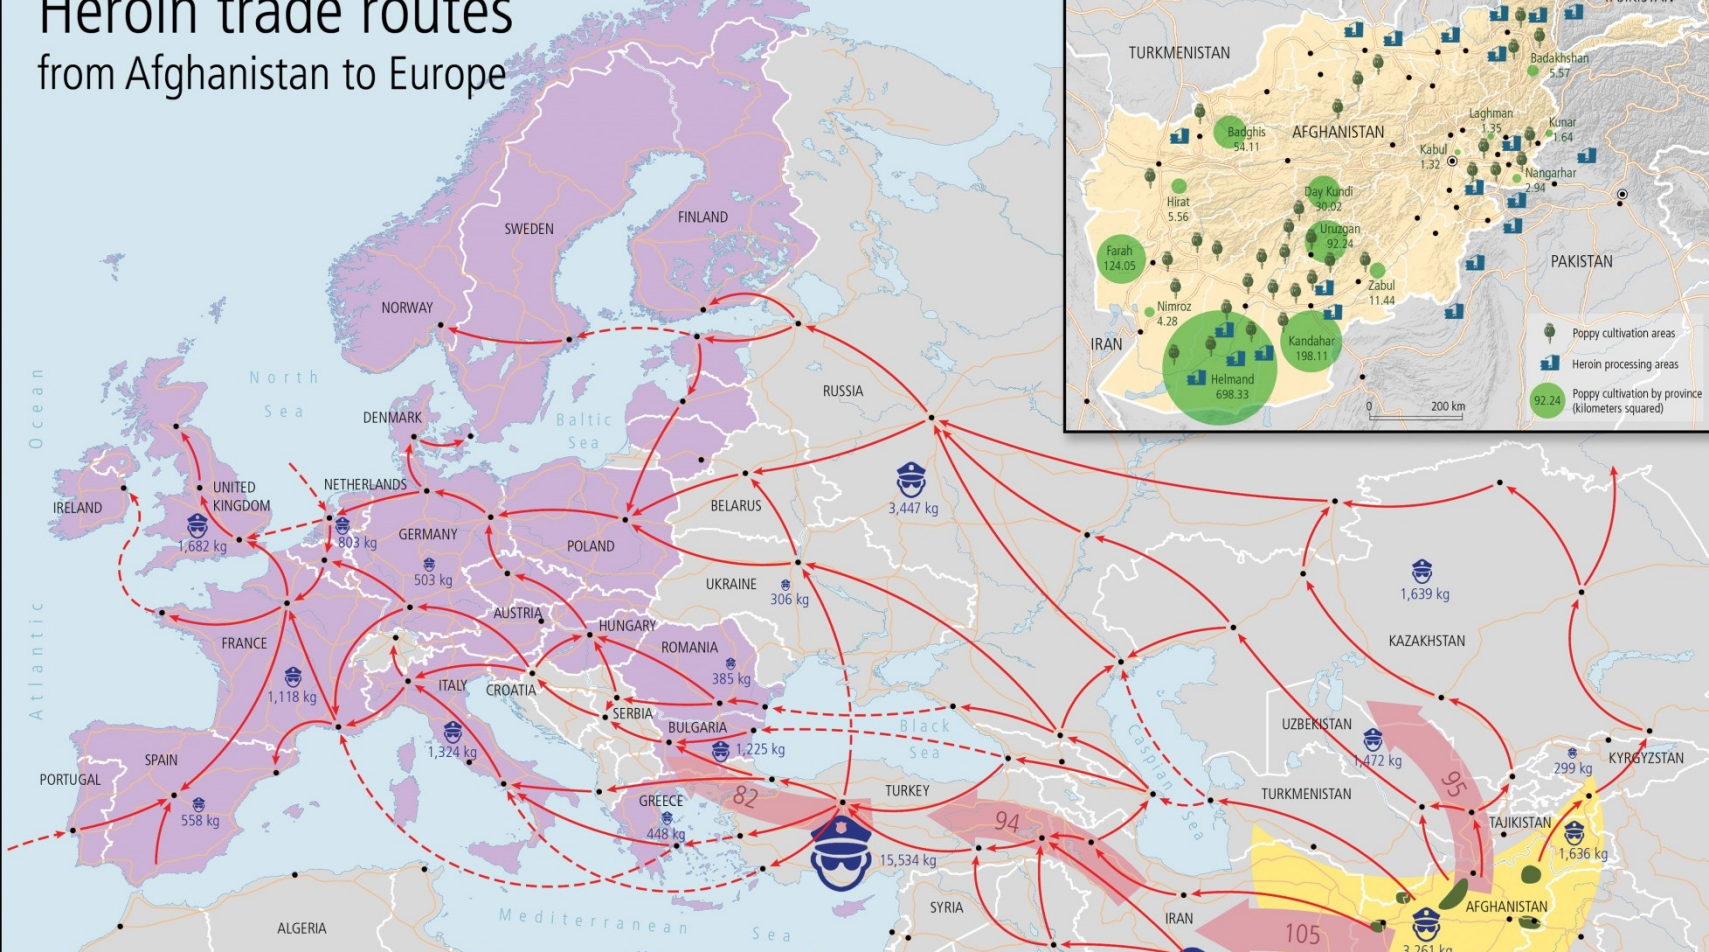 Heroin trade routes
from Afghanistan to Europe
TURKMENISTAN
Badakhshan
5.57
AFGHANISTAN
Badghis
54.11
Laghman
1.35
Kunar
1.64
Kabul
1.32
Nangarhar
2.94
Hirat
5.56
Day Kundi
30.02
Uruzgan
92.24
Farah
124.05
PAKISTAN
Zabul
11.44
Nimroz
4.28
IRAN
Kandahar
198.11
Helmand
698.33
Poppy cultivation areas
Heroin processing areas
92.24
Poppy cultivation by province
(kilometers squared)
0
200 km
SWEDEN
FINLAND
NORWAY
North
Sea
Atlantic
Ocean
DENMARK
Baltic
Sea
RUSSIA
3,447 kg
IRELAND
UNITED
KINGDOM
1,682 kg
NETHERLANDS
803 kg
GERMANY
503 kg
POLAND
BELARUS
UKRAINE
306 kg
1,639 kg
KAZAKHSTAN
FRANCE
1,118 kg
AUSTRIA
HUNGARY
ROMANIA
385 kg
ITALY
1,324 kg
CROATIA
SERBIA
BULGARIA
1,225 kg
Black
Sea
Caspian
Sea
UZBEKISTAN
1,472 kg
95
299 kg
KYRGYZSTAN
SPAIN
558 kg
PORTUGAL
GREECE
448 kg
82
TURKEY
15,534 kg
94
TURKMENISTAN
TAJIKISTAN
1,636 kg
SYRIA
IRAN
105
AFGHANISTAN
3,261 kg
ALGERIA
Mediterranean
Sea